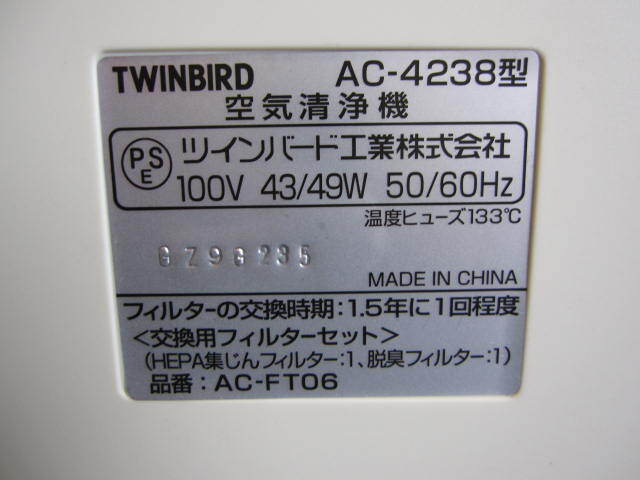 TWINBIRD AC-4238型
空気清浄機
PS
E
ツインバード工業株式会社
100V 43/49W 50/60Hz
温度ヒューズ133℃
GZ9G235
MADE IN CHINA
フィルターの交換時期:1.5年に1回程度
<交換用フィルターセット>
(HEPA集じんフィルター:1、脱臭フィルター:1)
品番:AC-FT06